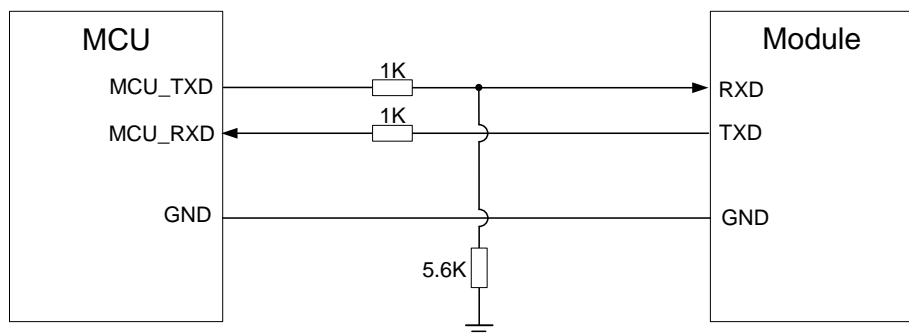 MCU
Module
1K
MCU_TXD
RXD
1K
MCU_RXD
TXD
GND
GND
5.6K